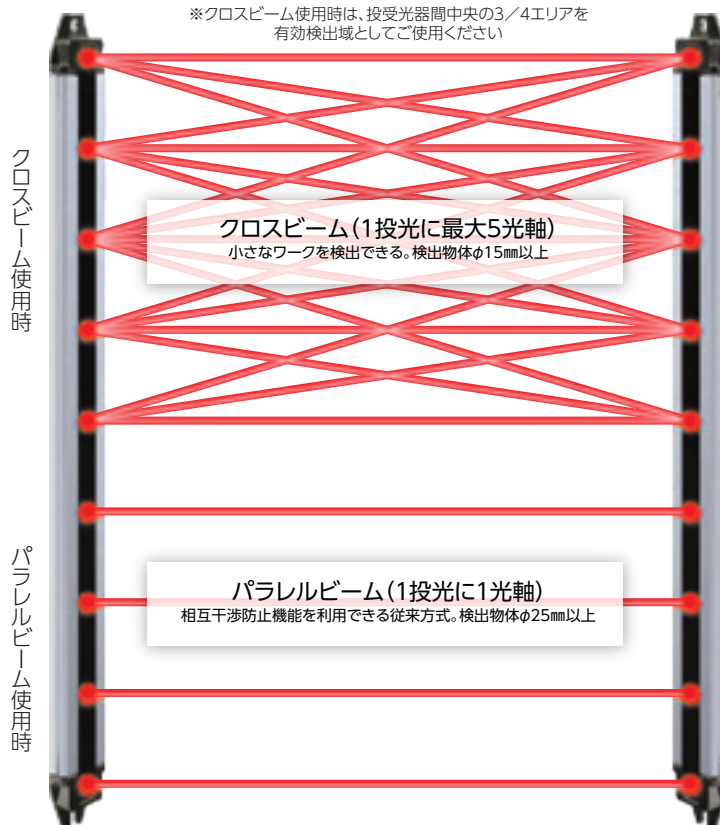 ※クロスビーム使用時は、投受光器間中央の3／4エリアを
有効検出域としてご使用ください
クロスビーム使用時
クロスビーム（1投光に最大5光軸）
小さなワークを検出できる。検出物体φ15㎜以上
パラレルビーム使用時
パラレルビーム（1投光に1光軸）
相互干渉防止機能を利用できる従来方式。検出物体φ25㎜以上